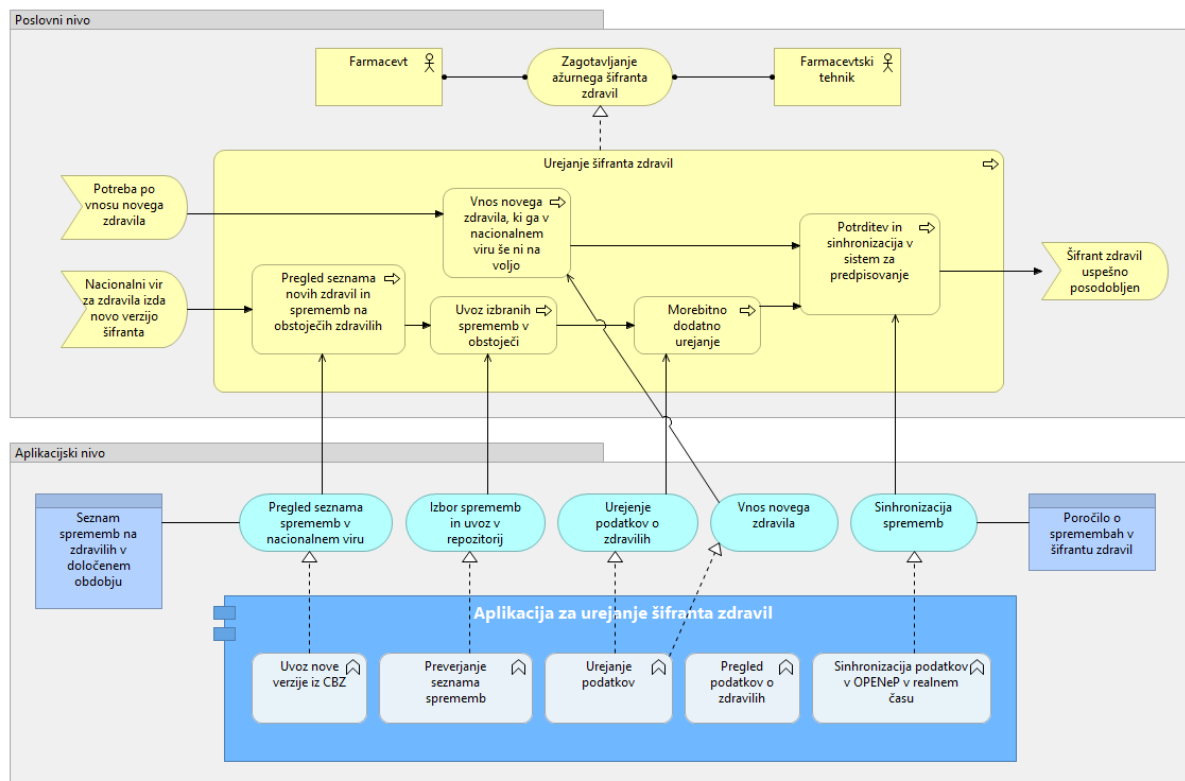 Poslovni nivo
Farmacevt
Zagotavljanje
ažurnega šifranta
zdravil
Farmacevtski
tehnik
Urejanje šifranta zdravil
Potreba po
vnosu novega
zdravila
Vnos novega
zdravila, ki ga v
nacionalnem
viru še ni na
voljo
Potrditev in
sinhronizacija v
sistem za
predpisovanje
Šifrant zdravil
uspešno
posodobljen
Nacionalni vir
za zdravila izda
novo verzijo
šifranta
Pregled seznama
novih zdravil in
sprememb na
obstoječih zdravilih
Uvoz izbranih
sprememb v
obstoječi
Morebitno
dodatno
urejanje
Aplikacijski nivo
Seznam
sprememb na
zdravilih v
določenem
obdobju
Pregled seznama
sprememb v
nacionalnem viru
Izbor sprememb
in uvoz v
repozitorij
Urejenje
podatkov o
zdravilih
Vnos novega
zdravila
Sinhronizacija
sprememb
Poročilo o
spremembah v
šifrantu zdravil
Aplikacija za urejanje šifranta zdravil
Uvoz nove
verzije iz CBZ
Preverjanje
seznama
sprememb
Urejanje
podatkov
Pregled
podatkov o
zdravilih
Sinhronizacija podatkov
v OPENeP v realnem
času